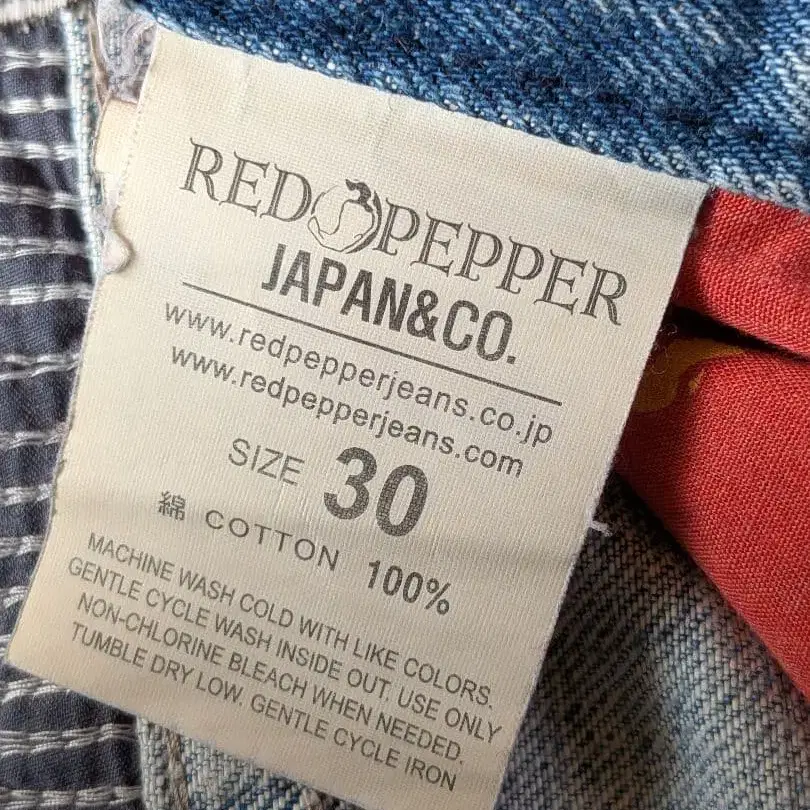 RED PEPPER
JAPAN&CO.
www.redpepperjeans.co.jp
www.redpepperjeans.com
SIZE 30
綿 COTTON 100%
MACHINE WASH COLD WITH LIKE COLORS.
GENTLE CYCLE WASH INSIDE OUT. USE ONLY
NON-CHLORINE BLEACH WHEN NEEDED.
TUMBLE DRY LOW. GENTLE CYCLE IRON